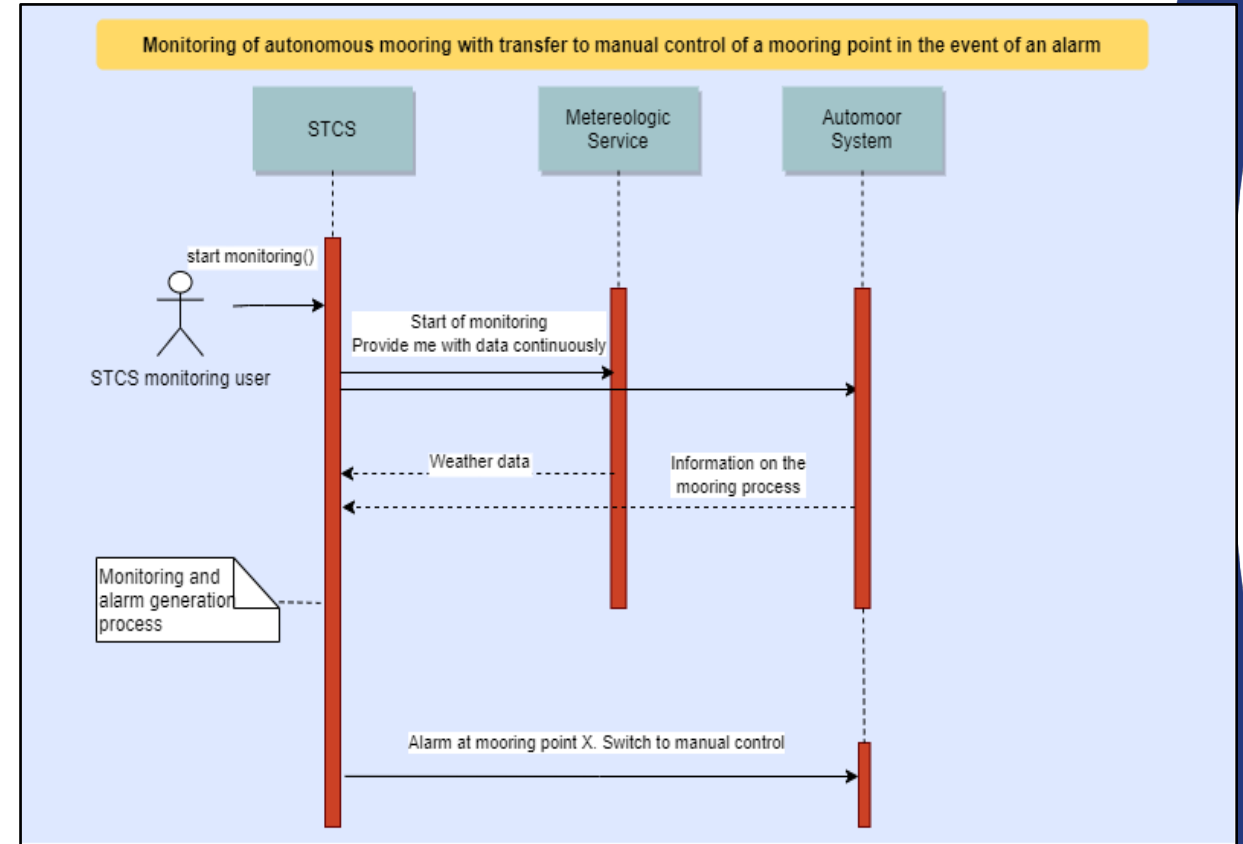 Monitoring of autonomous mooring with transfer to manual control of a mooring point in the event of an alarm
STCS
Metereologic
Service
Automoor
System
start monitoring()
STCS monitoring user
Start of monitoring
Provide me with data continuously
Weather data
Information on the
mooring process
Monitoring and
alarm generation
process
Alarm at mooring point X. Switch to manual control